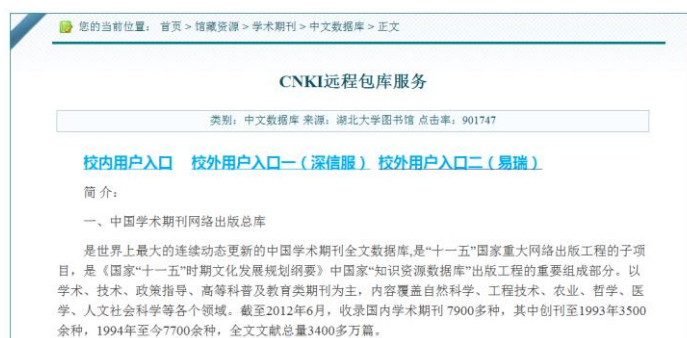 您的当前位置： 首页 > 馆藏资源 > 学术期刊 > 中文数据库 > 正文
CNKI远程包库服务
类别：中文数据库 来源：湖北大学图书馆 点击率：901747
校内用户入口 校外用户入口一（深信服） 校外用户入口二（易瑞）
简 介：
一、中国学术期刊网络出版总库
是世界上最大的连续动态更新的中国学术期刊全文数据库,是“十一五”国家重大网络出版工程的子项
目，是《国家“十一五”时期文化发展规划纲要》中国家“知识资源数据库”出版工程的重要组成部分。以
学术、技术、政策指导、高等科普及教育类期刊为主，内容覆盖自然科学、工程技术、农业、哲学、医
学、人文社会科学等各个领域。截至2012年6月，收录国内学术期刊 7900多种，其中创刊至1993年3500
余种，1994年至今7700余种，全文文献总量3400多万篇。